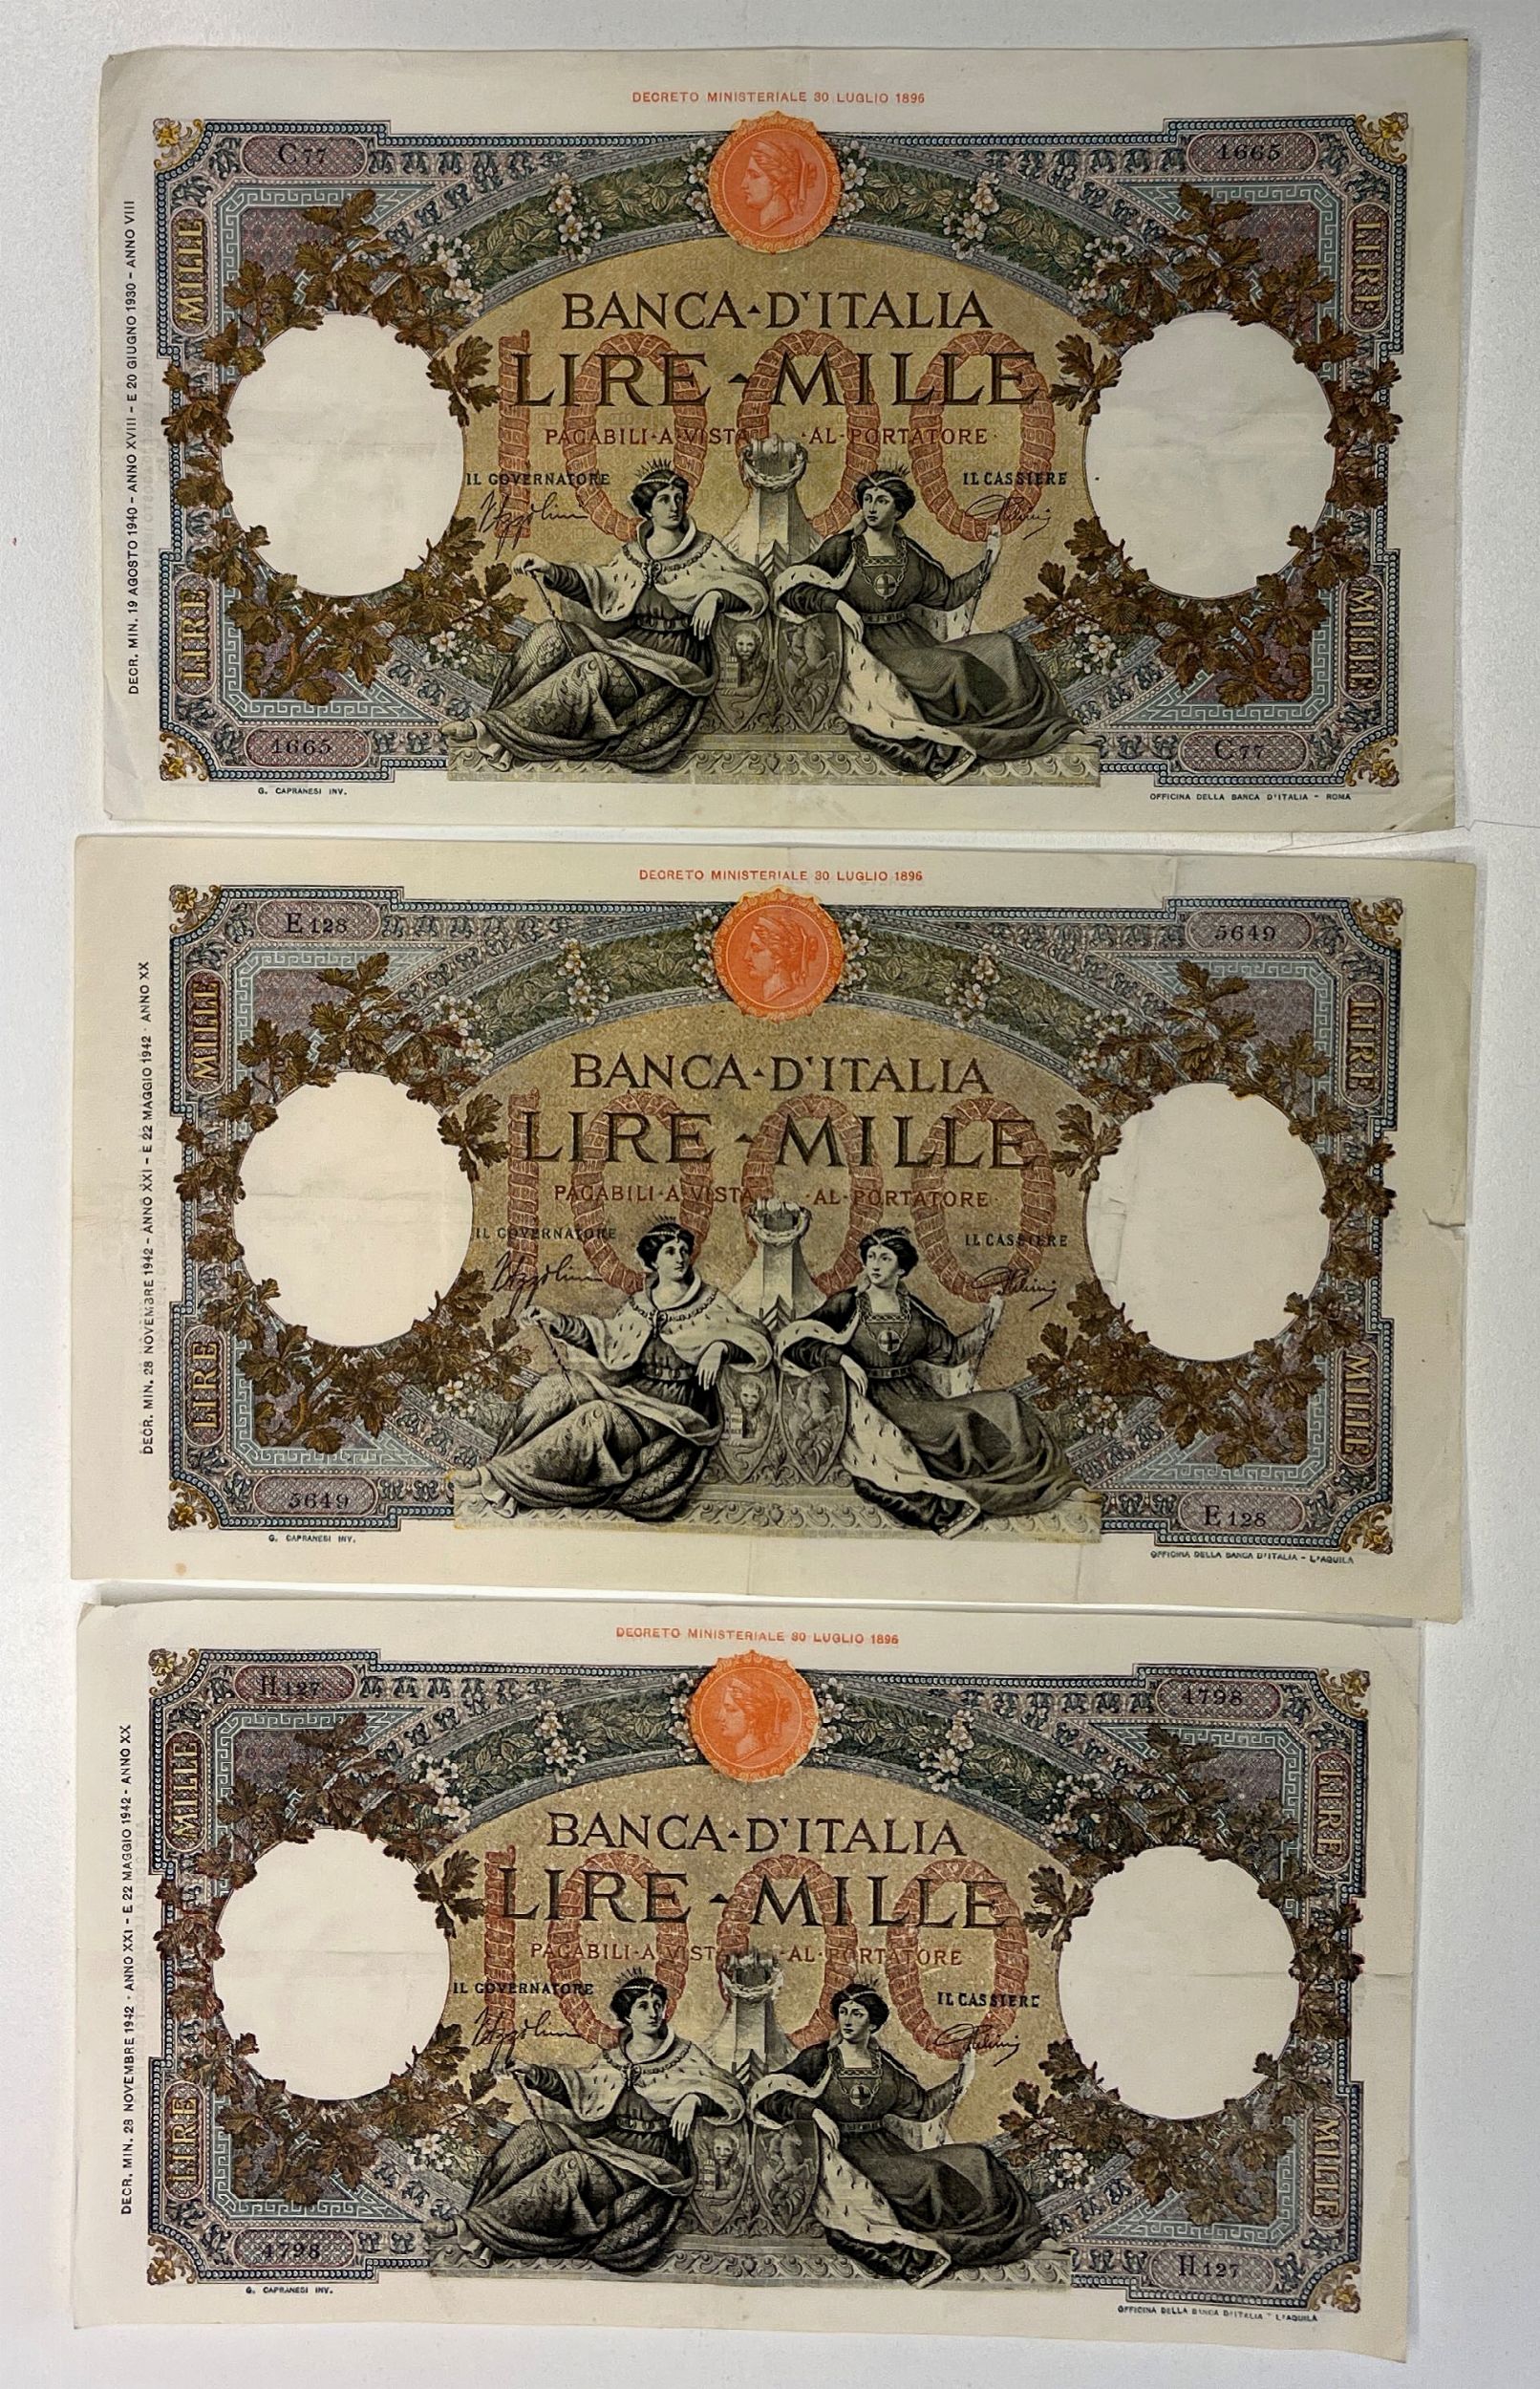 DECRETO MINISTERIALE 30 LUGLIO 1896
C77
1665
MILLE
LIRE
DECR. MIN. 19 AGOSTO 1940 - ANNO XVIII - E 20 GIUGNO 1930 - ANNO VIII
BANCA D'ITALIA
1000
LIRE - MILLE
PAGABILI A VISTA AL PORTATORE
IL GOVERNATORE
IL CASSIERE
LIRE
MILLE
1665
C77
G. CAPRANESI INV.
OFFICINA DELLA BANCA D'ITALIA - ROMA
DECRETO MINISTERIALE 30 LUGLIO 1896
E128
5649
MILLE
LIRE
DECR. MIN. 28 NOVEMBRE 1942 - ANNO XXI - E 22 MAGGIO 1942 - ANNO XX
BANCA D'ITALIA
1000
LIRE - MILLE
PAGABILI A VISTA AL PORTATORE
IL GOVERNATORE
IL CASSIERE
LIRE
MILLE
5649
E128
G. CAPRANESI INV.
OFFICINA DELLA BANCA D'ITALIA - L'AQUILA
DECRETO MINISTERIALE 30 LUGLIO 1896
H127
4798
MILLE
LIRE
DECR. MIN. 28 NOVEMBRE 1942 - ANNO XXI - E 22 MAGGIO 1942 - ANNO XX
BANCA D'ITALIA
1000
LIRE - MILLE
PAGABILI A VISTA AL PORTATORE
IL GOVERNATORE
IL CASSIERE
LIRE
MILLE
4798
H127
G. CAPRANESI INV.
OFFICINA DELLA BANCA D'ITALIA - L'AQUILA